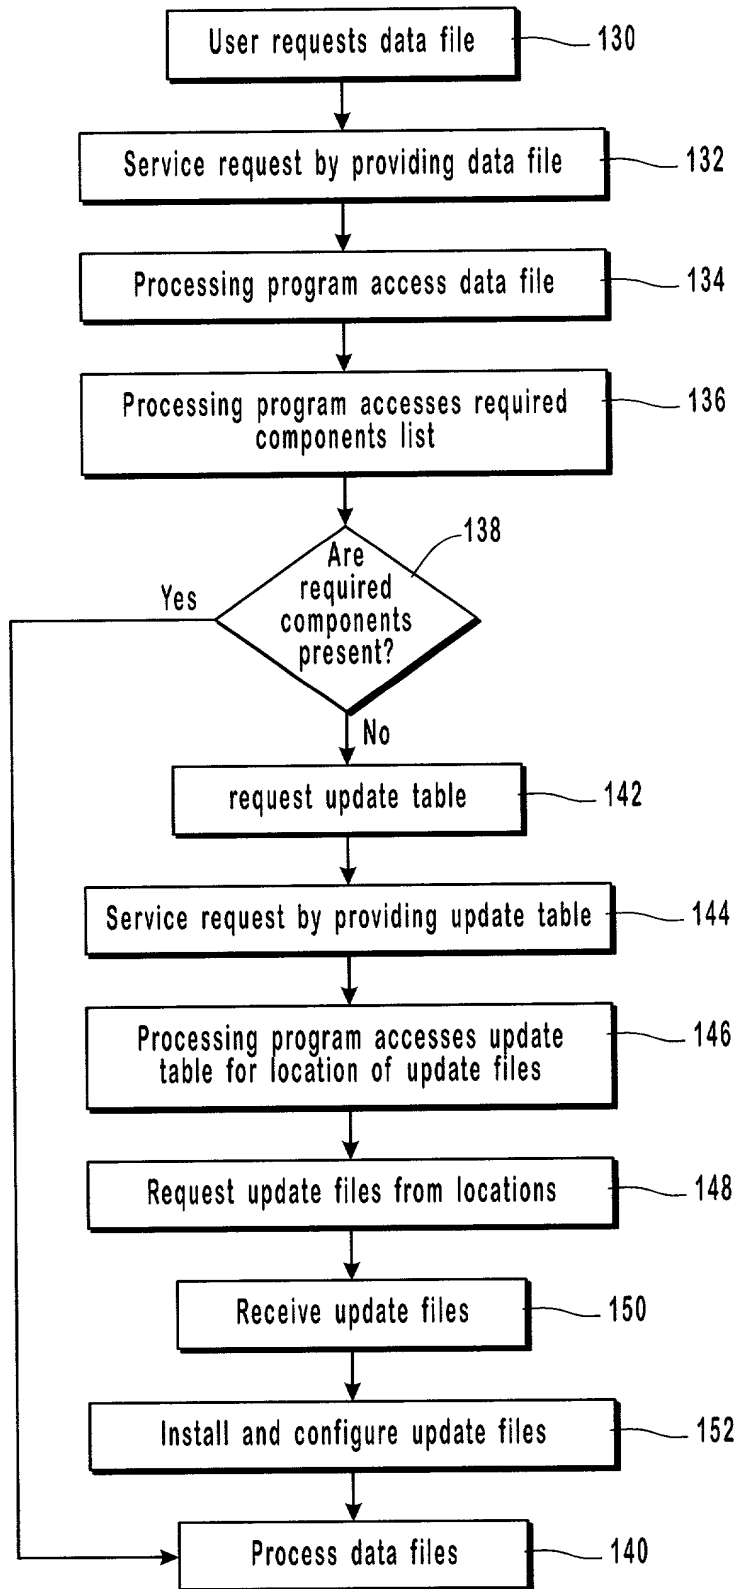 User requests data file
130
Service request by providing data file
132
Processing program access data file
134
Processing program accesses required
components list
136
138
Are
required
components
present?
Yes
No
request update table
142
Service request by providing update table
144
Processing program accesses update
table for location of update files
146
Request update files from locations
148
Receive update files
150
Install and configure update files
152
Process data files
140